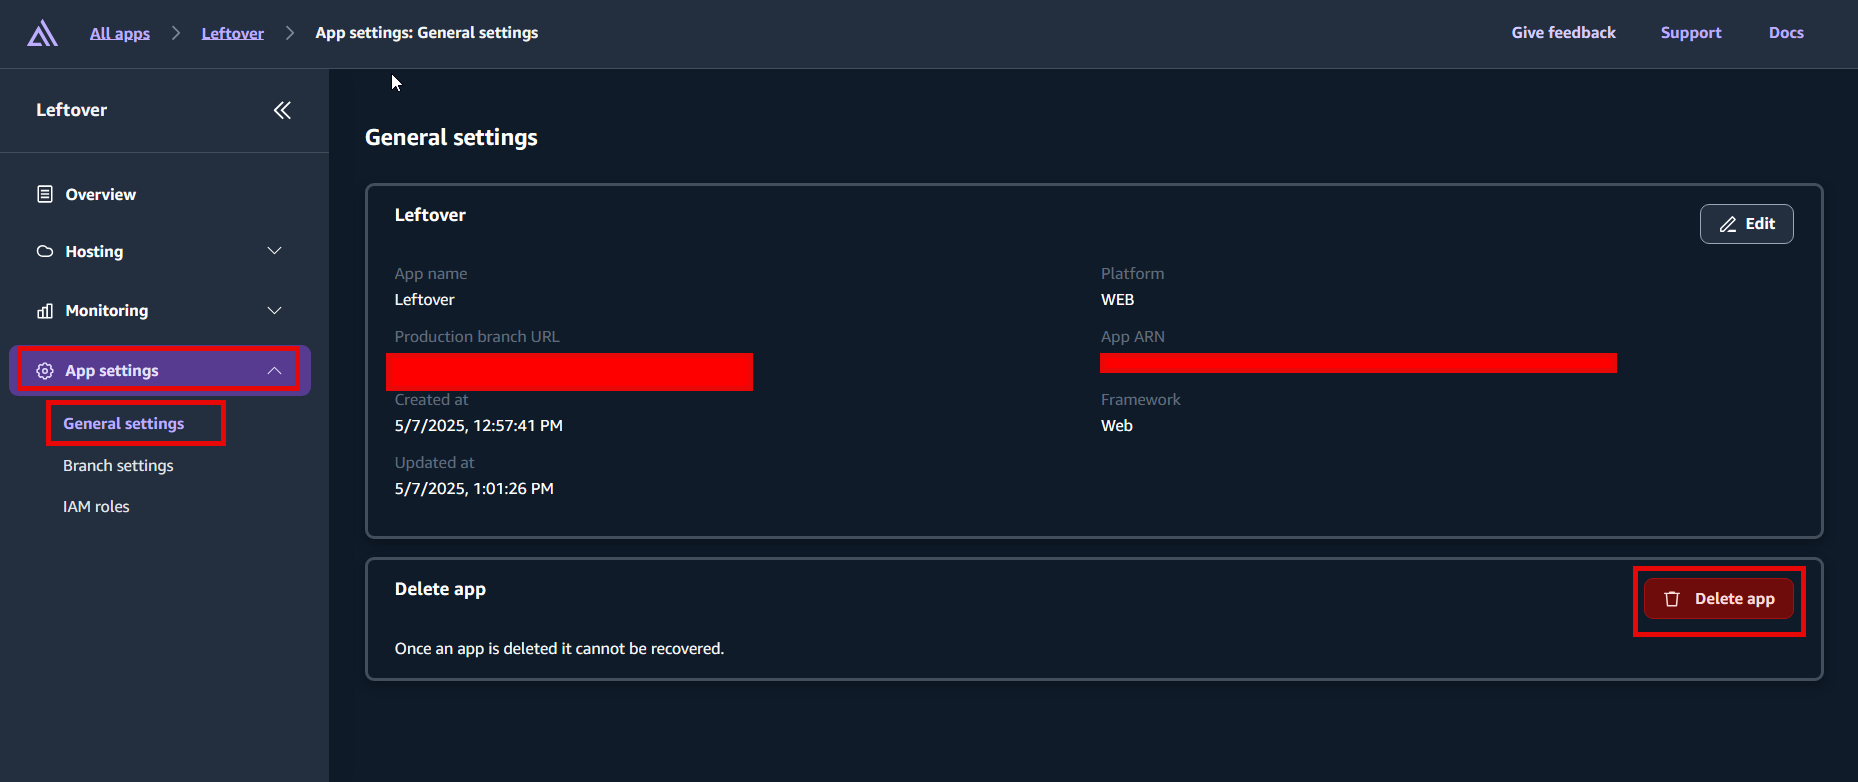 All apps
Leftover
App settings: General settings
Give feedback
Support
Docs
Leftover
Overview
Hosting
Monitoring
App settings
General settings
Branch settings
IAM roles
General settings
Leftover
Edit
App name
Leftover
Platform
WEB
Production branch URL
App ARN
Created at
5/7/2025, 12:57:41 PM
Framework
Web
Updated at
5/7/2025, 1:01:26 PM
Delete app
Delete app
Once an app is deleted it cannot be recovered.